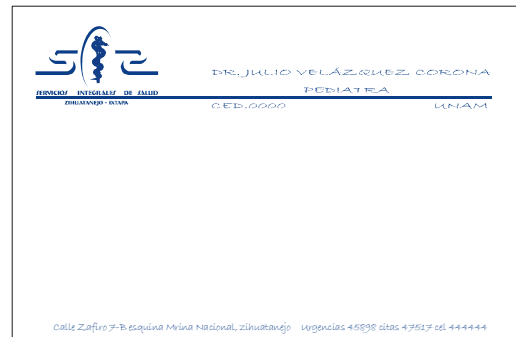 DR. JULIO VELÁZQUEZ CORONA
PEDIATRA
SERVICIOS INTEGRALES DE SALUD
ZIHUATANEJO - IXTAPA
CED.0000 UNAM
Calle Zafiro 7-B esquina Mrina Nacional, zihuatanejo urgencias 45898 citas 47517 cel 444444